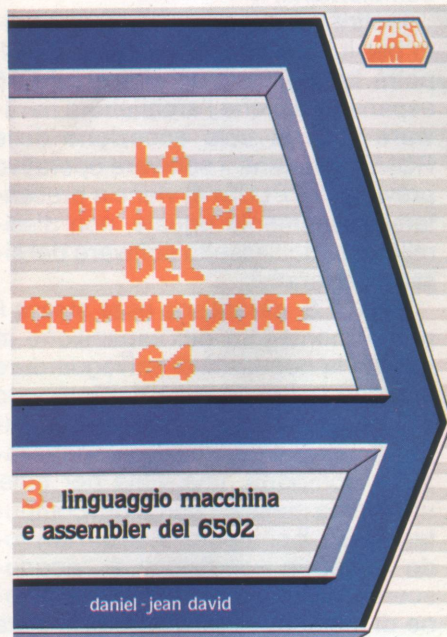 E.P.S.I.
LA
PRATICA
DEL
COMMODORE
64
3. linguaggio macchina
e assembler del 6502
daniel-jean david